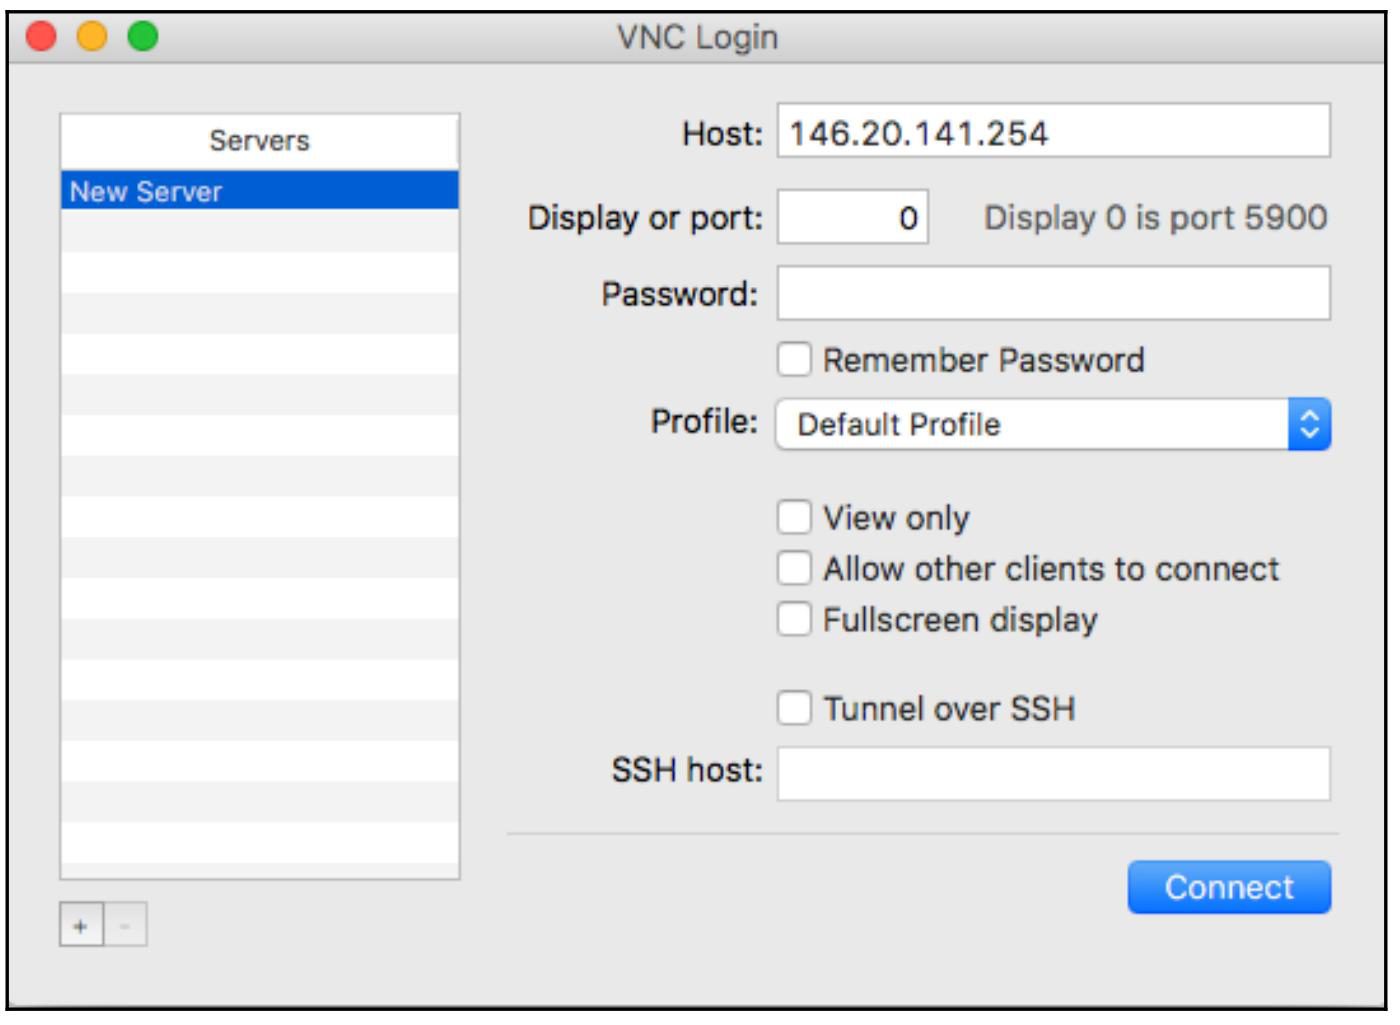 VNC Login
Servers
New Server
+ -
Host: 146.20.141.254
Display or port: 0 Display 0 is port 5900
Password:
Remember Password
Profile: Default Profile
View only
Allow other clients to connect
Fullscreen display
Tunnel over SSH
SSH host:
Connect